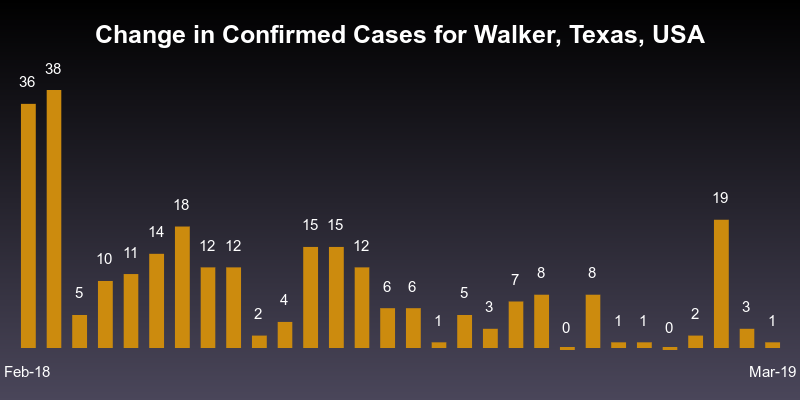 Change in Confirmed Cases for Walker, Texas, USA
36 38 5 10 11 14 18 12 12 2 4 15 15 12 6 6 1 5 3 7 8 0 8 1 1 0 2 19 3 1
Feb-18 Mar-19